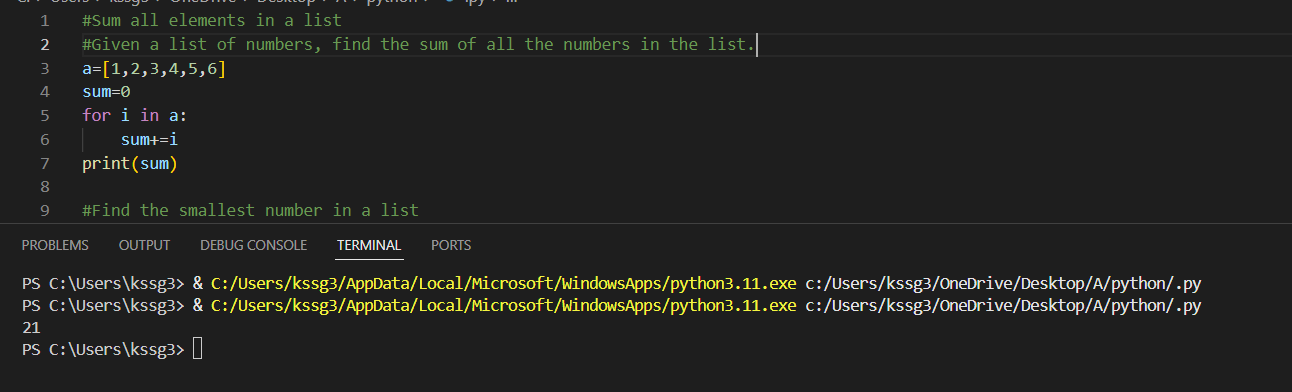 1 #Sum all elements in a list
2 #Given a list of numbers, find the sum of all the numbers in the list.
3 a=[1,2,3,4,5,6]
4 sum=0
5 for i in a:
6     sum+=i
7 print(sum)
8
9 #Find the smallest number in a list
PROBLEMS OUTPUT DEBUG CONSOLE TERMINAL PORTS
PS C:\Users\kssg3> & C:/Users/kssg3/AppData/Local/Microsoft/WindowsApps/python3.11.exe c:/Users/kssg3/OneDrive/Desktop/A/python/.py
PS C:\Users\kssg3> & C:/Users/kssg3/AppData/Local/Microsoft/WindowsApps/python3.11.exe c:/Users/kssg3/OneDrive/Desktop/A/python/.py
21
PS C:\Users\kssg3>